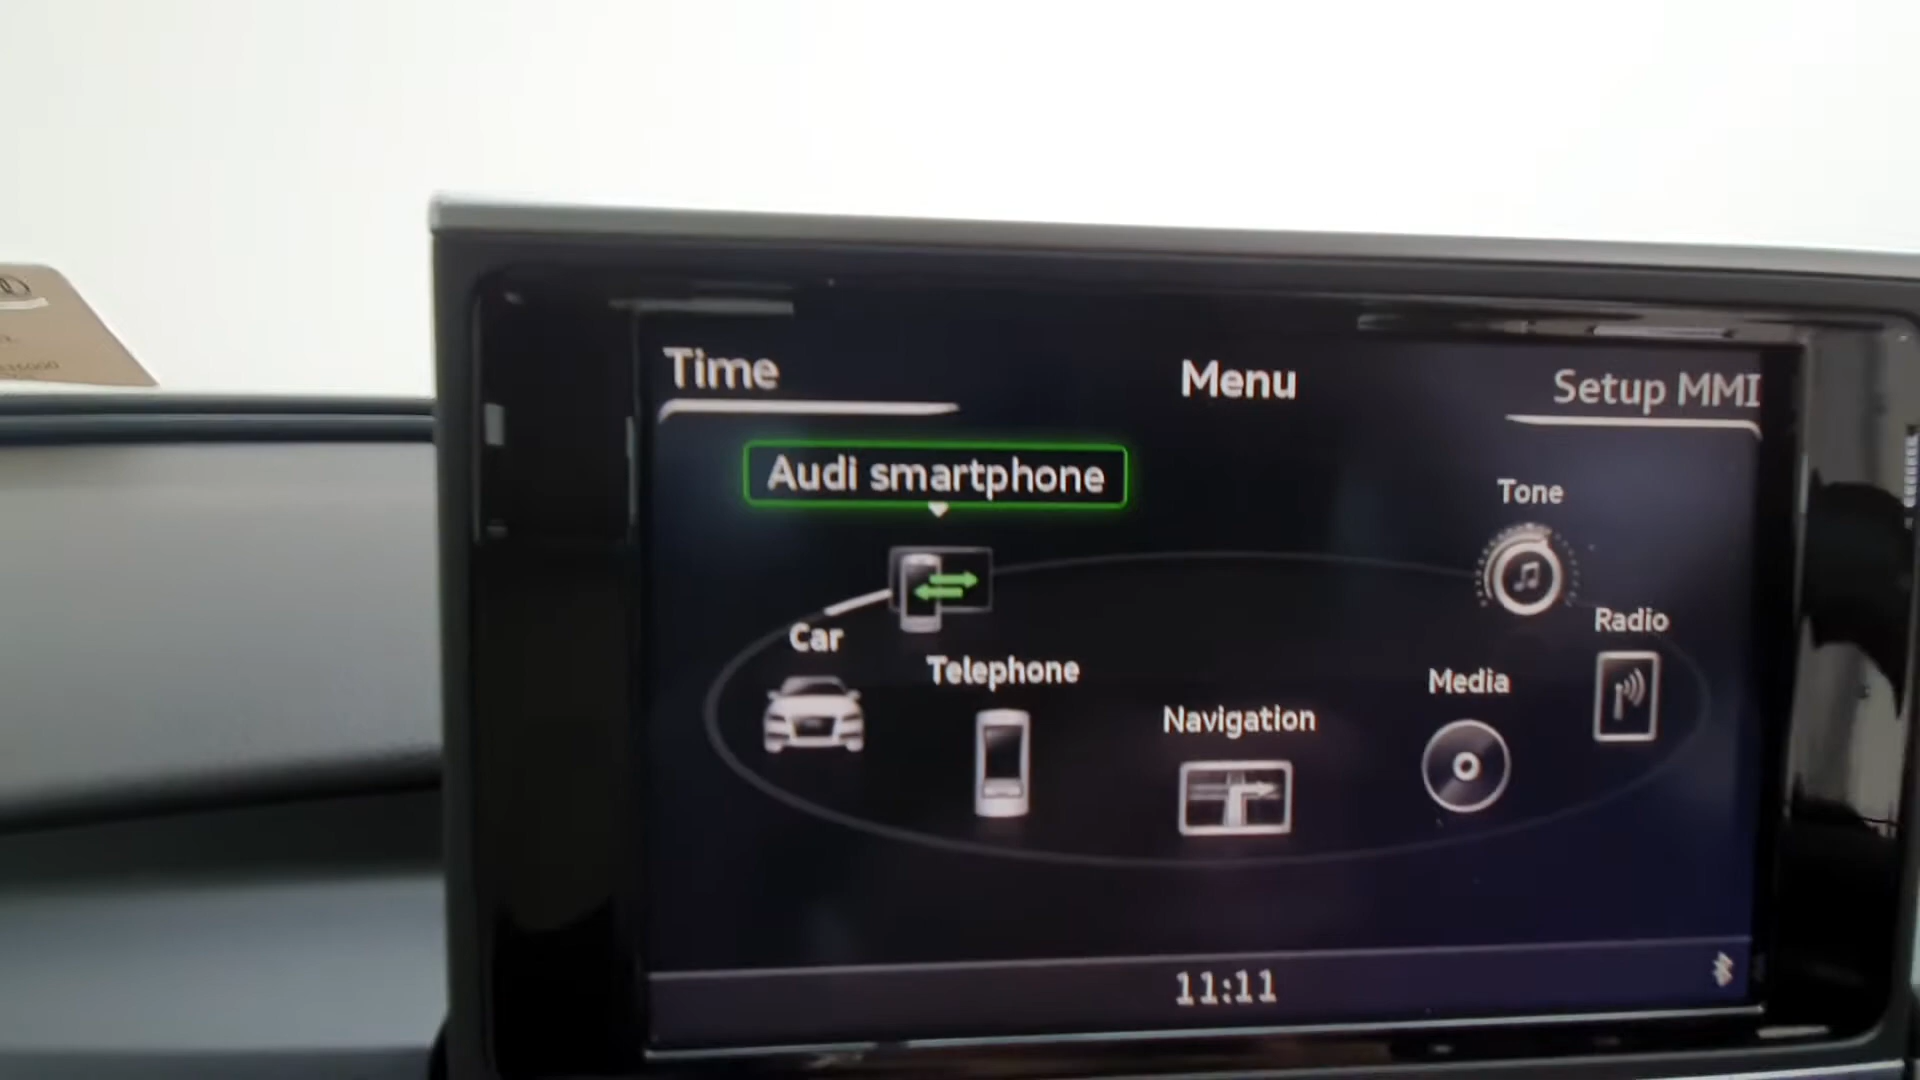 Time
Menu
Setup MMI
Audi smartphone
Tone
Car
Radio
Telephone
Media
Navigation
11:11